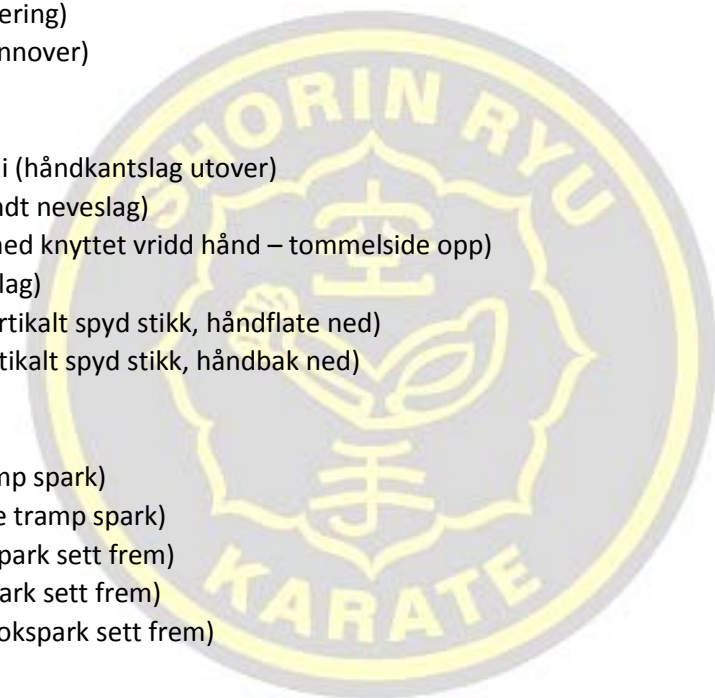 ering)
nnover)
i (håndkantslag utover)
ndt neveslag)
ned knyttet vridd hånd – tommelside opp)
lag)
rtikalt spyd stikk, håndflate ned)
tikalt spyd stikk, håndbak ned)
mp spark)
e tramp spark)
park sett frem)
ark sett frem)
okspark sett frem)
SHORIN RYU
空
手
KARATE